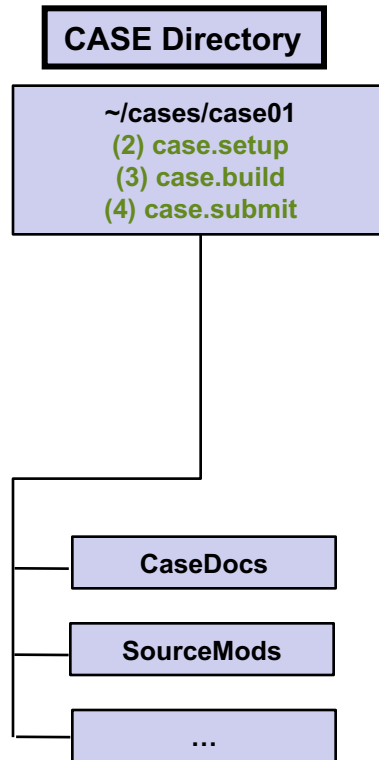 CASE Directory
~/cases/case01
(2) case.setup
(3) case.build
(4) case.submit
CaseDocs
SourceMods
...